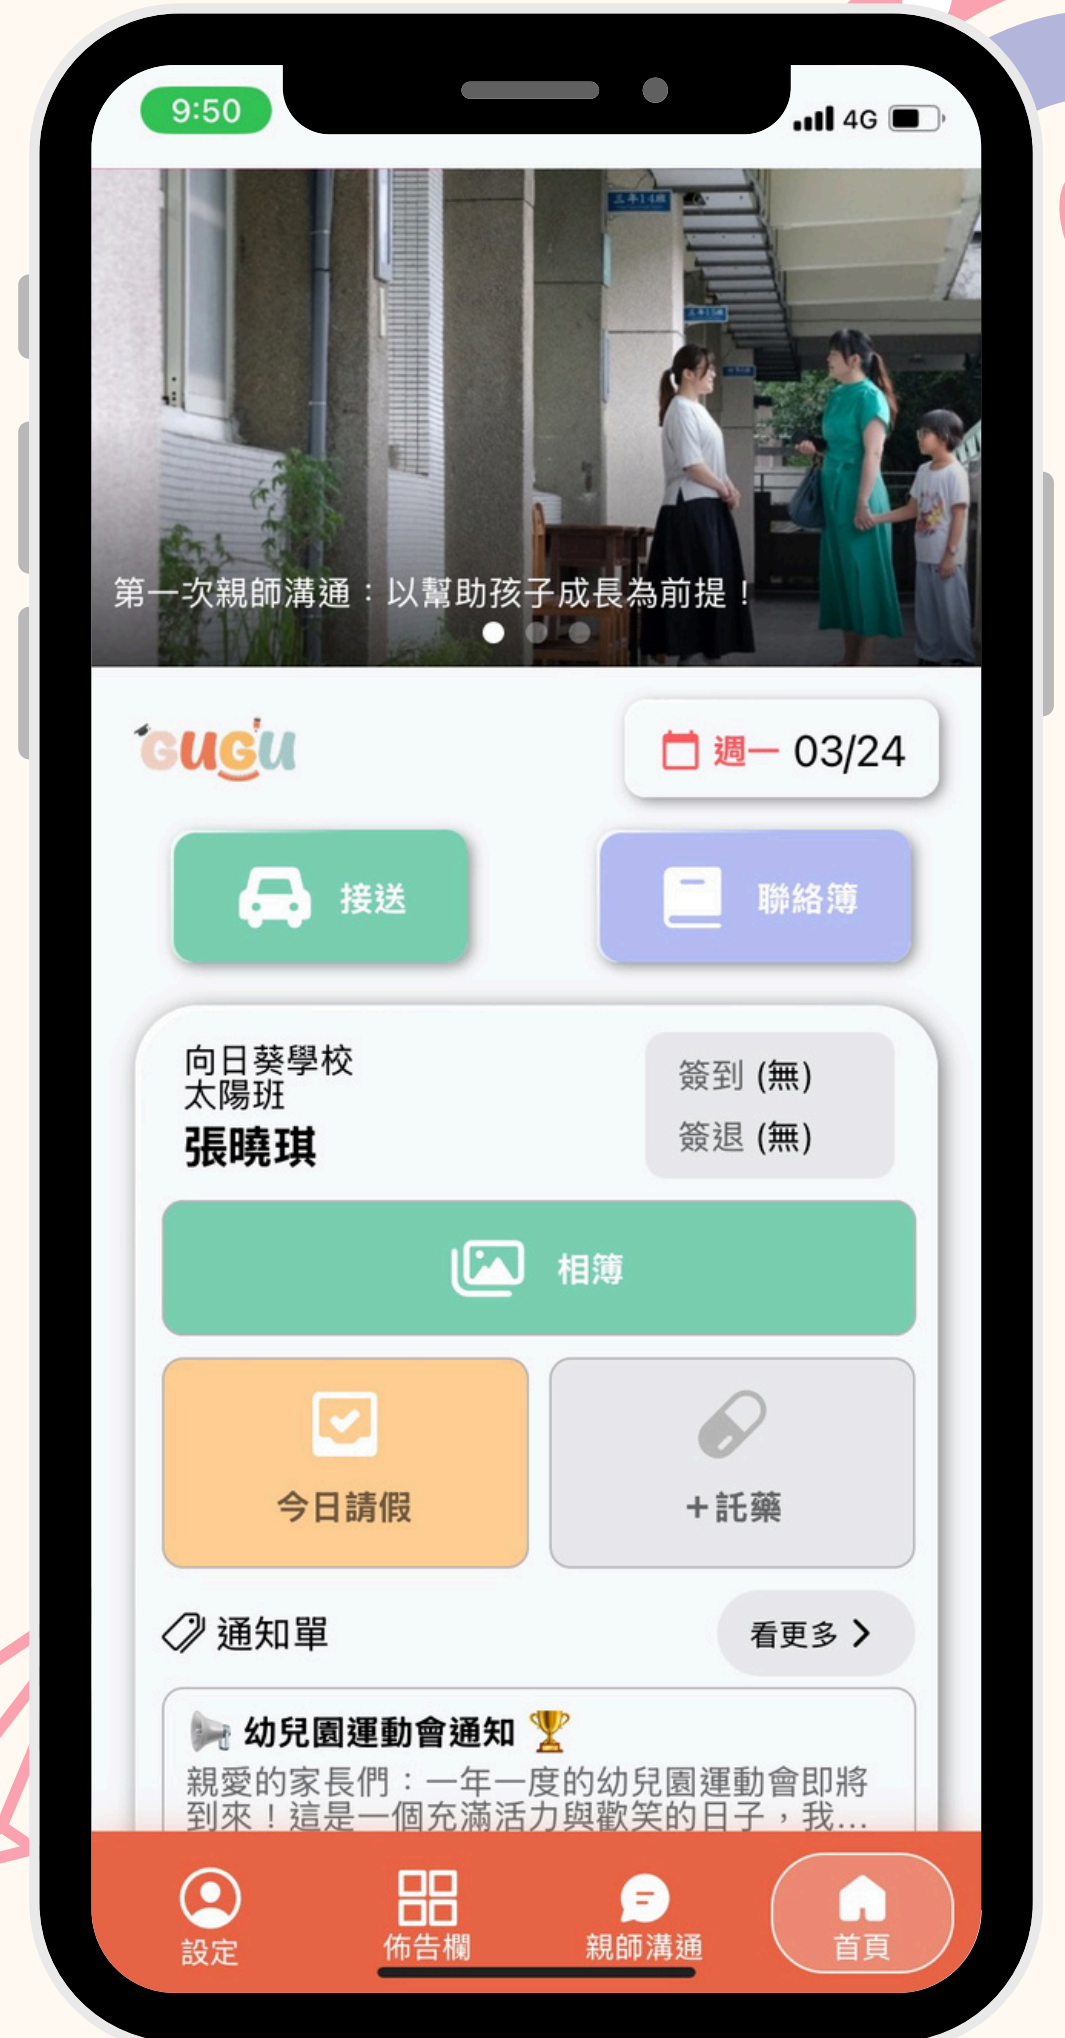 9:50
4G
三年14班
第一次親師溝通：以幫助孩子成長為前提！
GUGU
週一 03/24
接送
聯絡簿
向日葵學校
太陽班
張曉琪
簽到 (無)
簽退 (無)
相簿
今日請假
+託藥
通知單
看更多
幼兒園運動會通知
親愛的家長們：一年一度的幼兒園運動會即將
到來！這是一個充滿活力與歡笑的日子，我...
設定
佈告欄
親師溝通
首頁